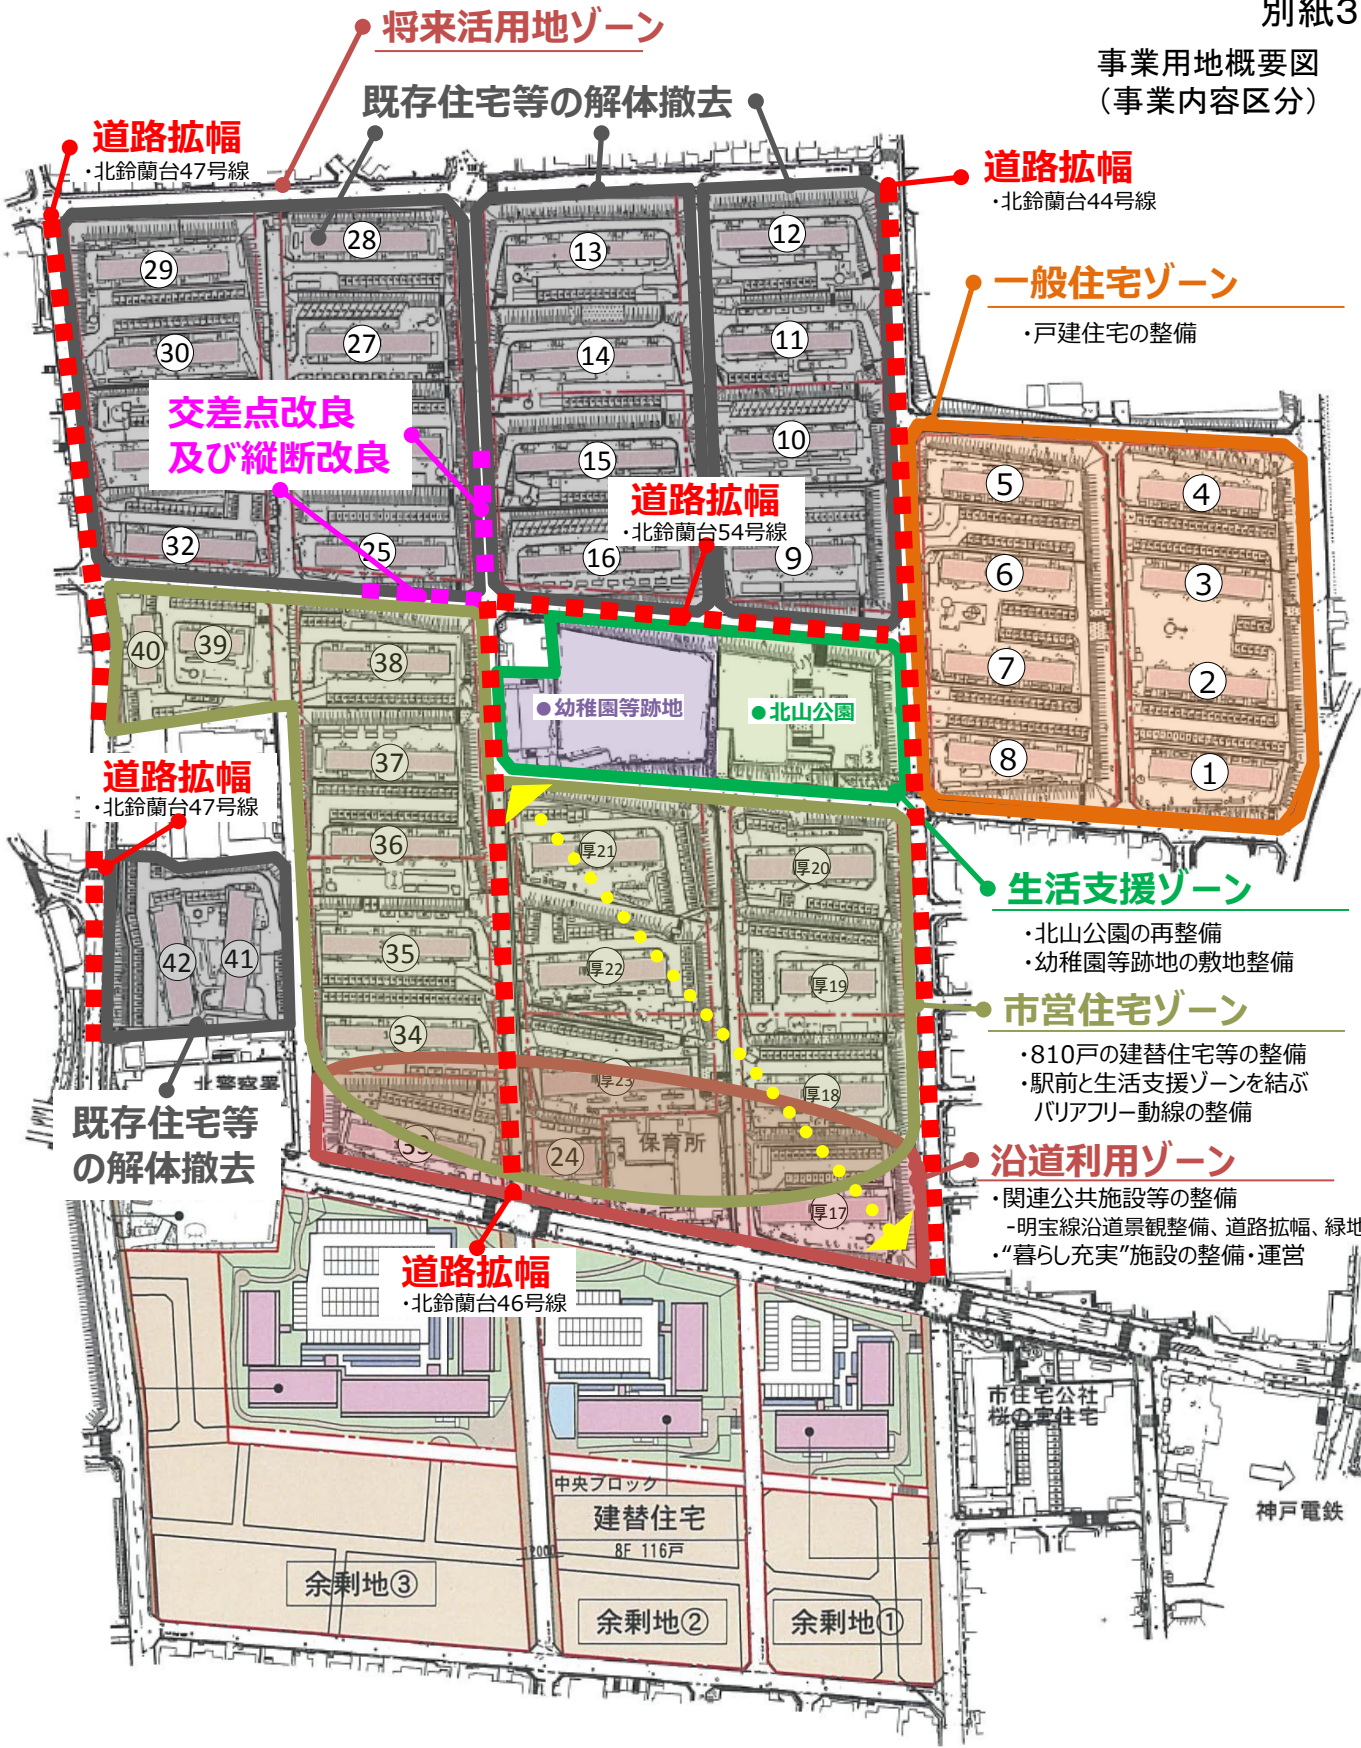 別紙3
事業用地概要図
（事業内容区分）
将来活用地ゾーン
既存住宅等の解体撤去
道路拡幅
・北鈴蘭台47号線
道路拡幅
・北鈴蘭台44号線
一般住宅ゾーン
・戸建住宅の整備
交差点改良
及び縦断改良
道路拡幅
・北鈴蘭台54号線
28
29
13
12
30
27
14
11
15
10
32
25
16
9
5
4
6
3
7
2
8
1
40
39
38
●幼稚園等跡地
●北山公園
37
道路拡幅
・北鈴蘭台47号線
36
厚21
厚20
生活支援ゾーン
・北山公園の再整備
・幼稚園等跡地の敷地整備
42
41
35
厚22
厚19
市営住宅ゾーン
・810戸の建替住宅等の整備
・駅前と生活支援ゾーンを結ぶ
バリアフリー動線の整備
34
厚23
厚18
北警察署
既存住宅等
の解体撤去
33
24
保育所
厚17
沿道利用ゾーン
・関連公共施設等の整備
-明宝線沿道景観整備、道路拡幅、緑地
・“暮らし充実”施設の整備・運営
道路拡幅
・北鈴蘭台46号線
市住宅公社
桜の宮住宅
神戸電鉄
中央ブロック
建替住宅
8F 116戸
12000
余剰地③
余剰地②
余剰地①